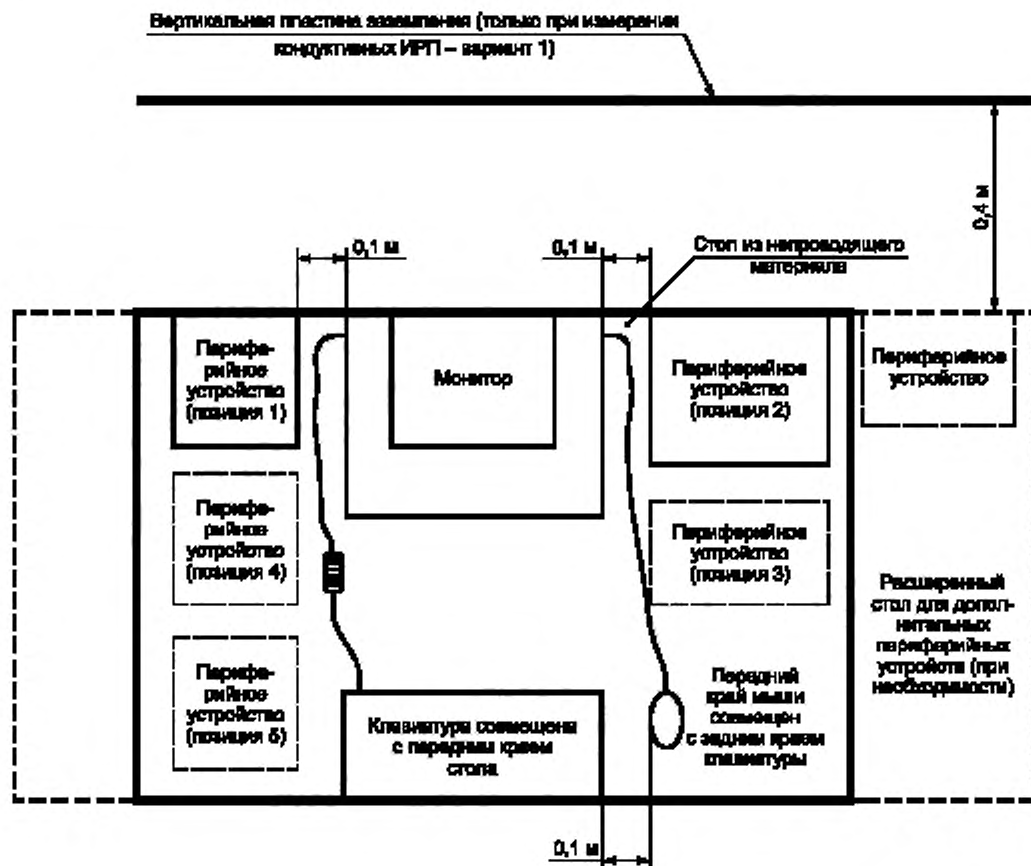 Вертикальная пластина заземления (только при измерении
кондуктивных ИРП – вариант 1)
0,4 м
0,1 м
0,1 м
Стол из непроводящего
материала
Перифе-
рийное
устройство
(позиция 1)
Монитор
Периферийное
устройство
(позиция 2)
Периферийное
устройство
Перифе-
рийное
устройство
(позиция 4)
Периферийное
устройство
(позиция 3)
Расширенный
стол для допол-
нительных
периферийных
устройств (при
необходимости)
Перифе-
рийное
устройство
(позиция 5)
Клавиатура совмещена
с передним краем
стола
Передний
край мыши
совмещен
с задним краем
клавиатуры
0,1 м